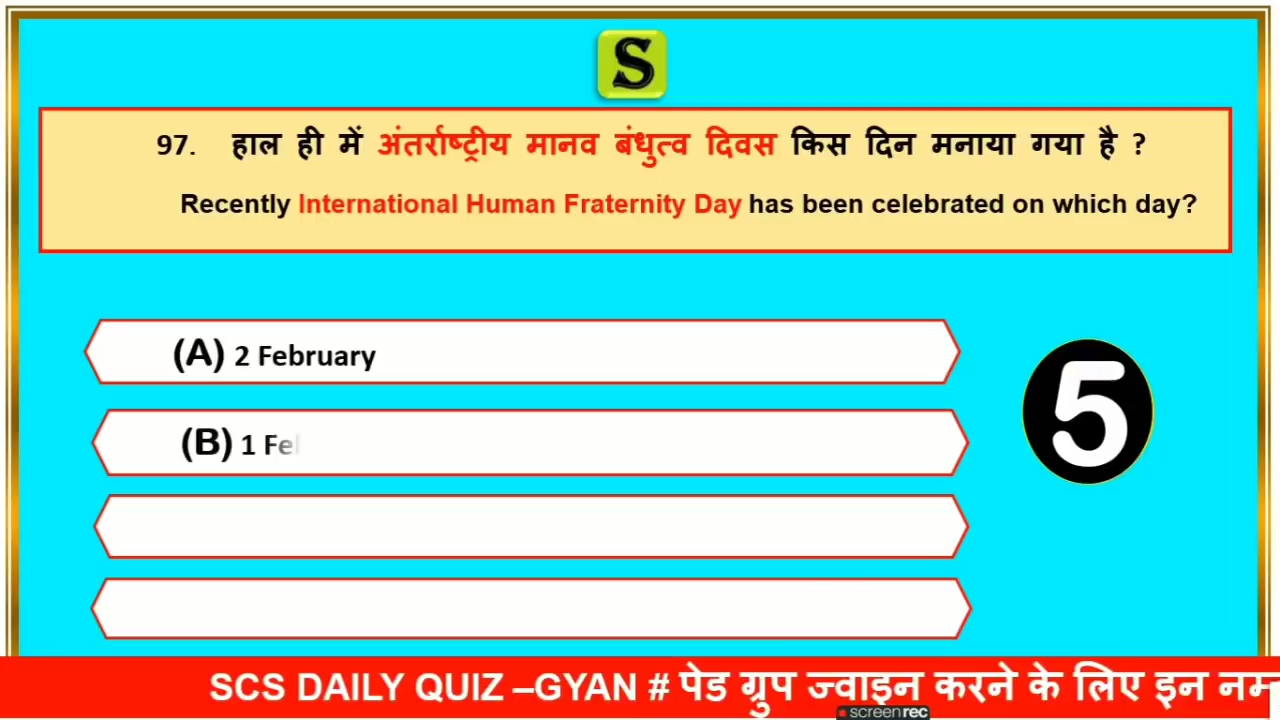 S
97. हाल ही में अंतर्राष्ट्रीय मानव बंधुत्व दिवस किस दिन मनाया गया है ?
Recently International Human Fraternity Day has been celebrated on which day?
(A) 2 February
(B) 1 Fe
5
SCS DAILY QUIZ –GYAN # पेड ग्रुप ज्वाइन करने के लिए इन
screenrec